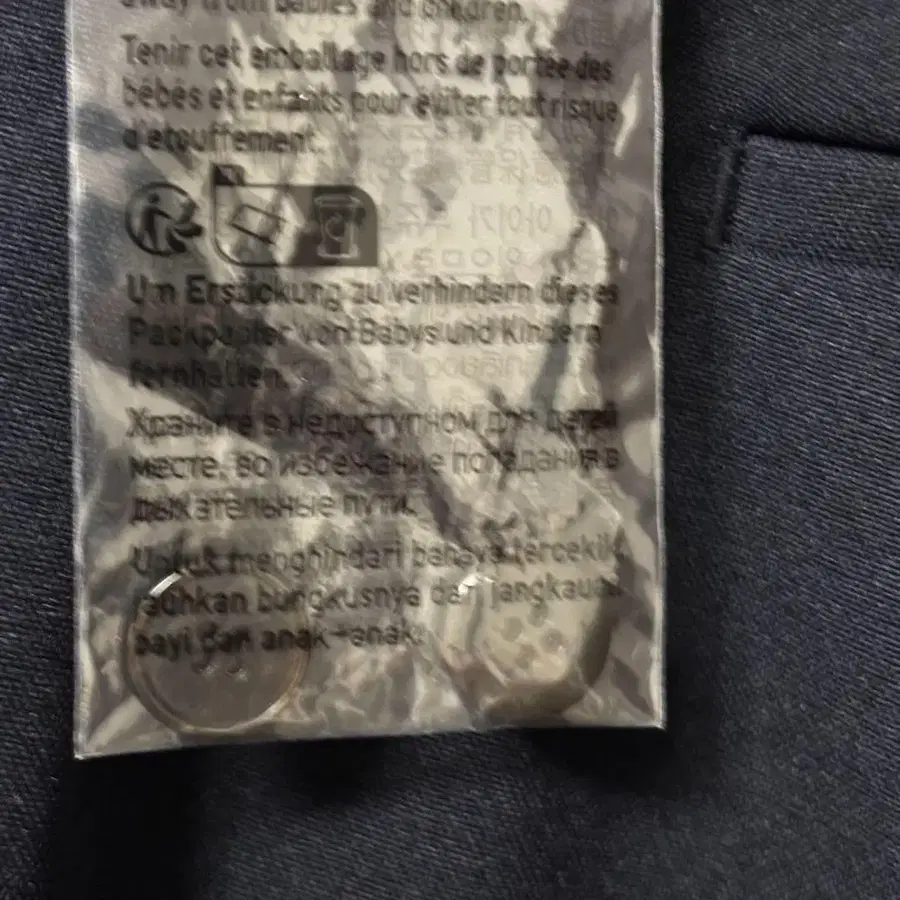 away from babies and children.
Tenir cet emballage hors de portée des
bébés et enfants pour éviter tout risque
d'étouffement.
FR
Um Erstickung zu verhindern dieses
Packpapier von Babys und Kindern
fernhalten.
Храните в недоступном для детей
месте, во избежание попадания в
дыхательные пути.
Untuk menghindari bahaya tercekik,
jauhkan bungkusnya dari jangkauan
bayi dan anak-anak.